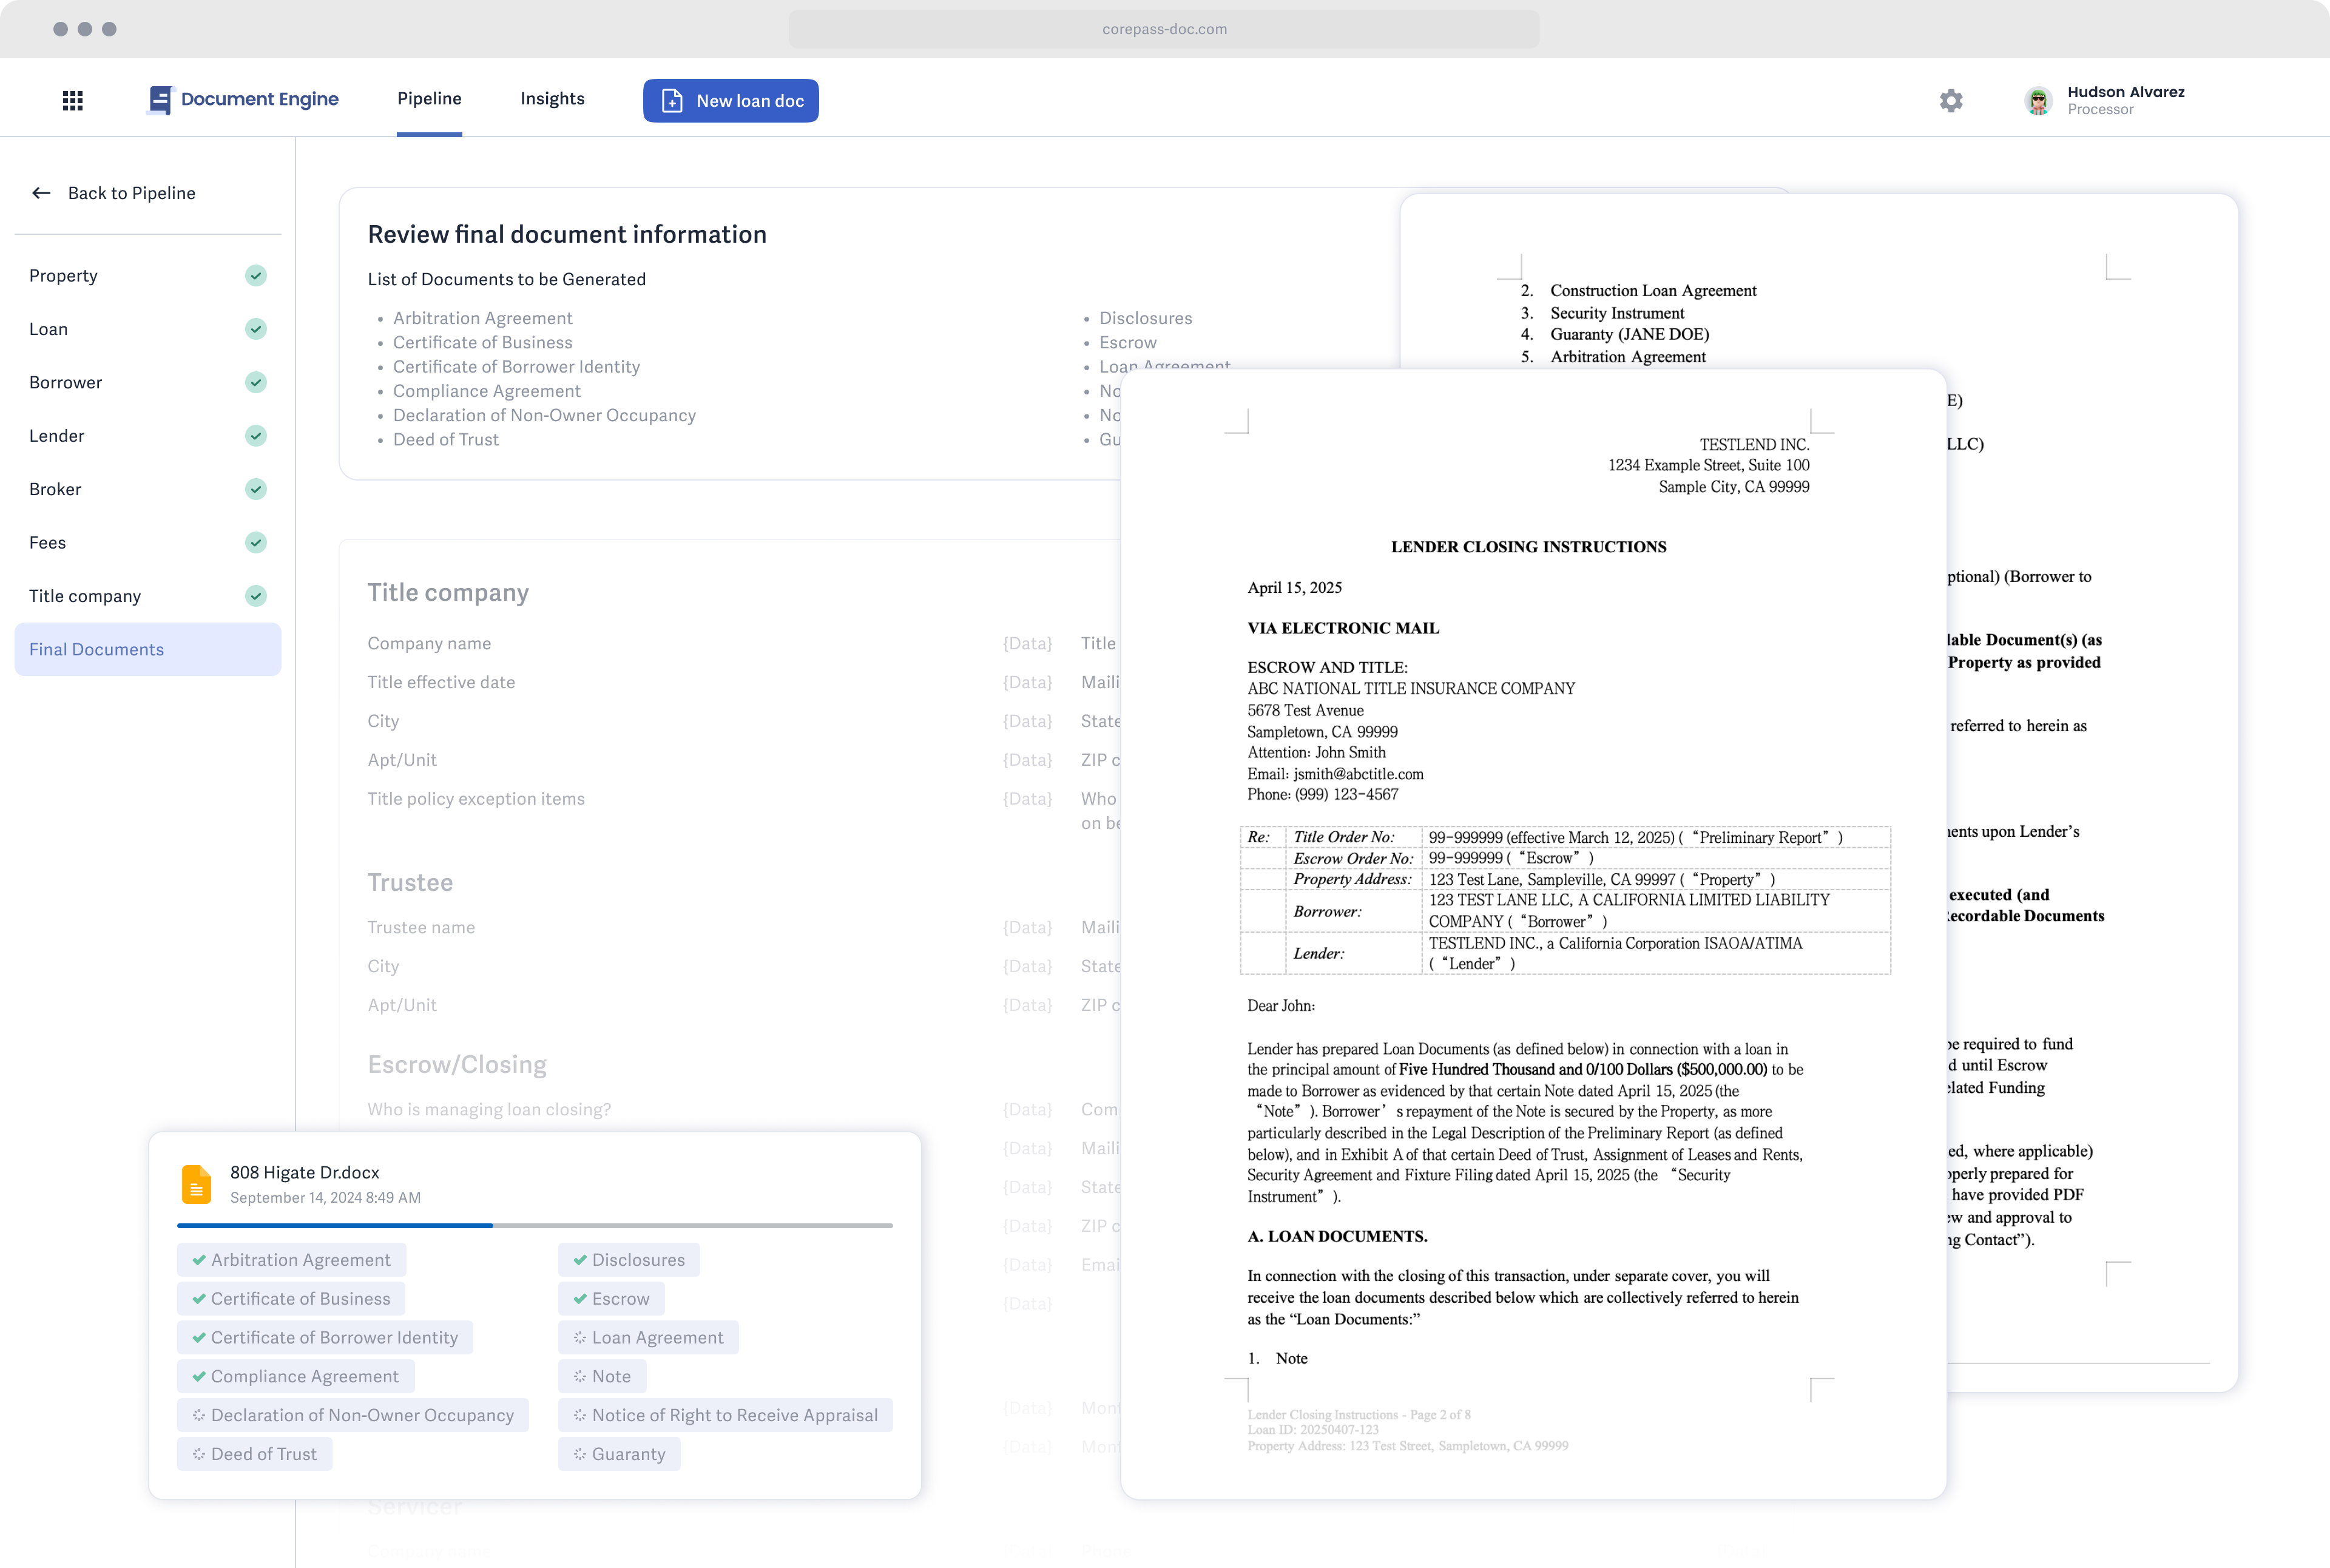 corepass-doc.com
Document Engine
Pipeline
Insights
New loan doc
Hudson Alvarez
Processor
Back to Pipeline
Property
Loan
Borrower
Lender
Broker
Fees
Title company
Final Documents
Review final document information
List of Documents to be Generated
• Arbitration Agreement
• Certificate of Business
• Certificate of Borrower Identity
• Compliance Agreement
• Declaration of Non-Owner Occupancy
• Deed of Trust
• Disclosures
• Escrow
• Loan Agreement
• No
• No
• Gu
Title company
Company name {Data} Title
Title effective date {Data} Maili
City {Data} State
Apt/Unit {Data} ZIP c
Title policy exception items {Data} Who
on be
Trustee
Trustee name {Data} Maili
City {Data} State
Apt/Unit {Data} ZIP c
Escrow/Closing
Who is managing loan closing? {Data} Com
{Data} Maili
{Data} State
{Data} ZIP c
{Data} Emai
{Data}
{Data} Mont
{Data} Mont
Servicer
Company name
808 Higate Dr.docx
September 14, 2024 8:49 AM
Arbitration Agreement
Certificate of Business
Certificate of Borrower Identity
Compliance Agreement
Declaration of Non-Owner Occupancy
Deed of Trust
Disclosures
Escrow
Loan Agreement
Note
Notice of Right to Receive Appraisal
Guaranty
TESTLEND INC.
1234 Example Street, Suite 100
Sample City, CA 99999
LENDER CLOSING INSTRUCTIONS
April 15, 2025
VIA ELECTRONIC MAIL
ESCROW AND TITLE:
ABC NATIONAL TITLE INSURANCE COMPANY
5678 Test Avenue
Sampletown, CA 99999
Attention: John Smith
Email: jsmith@abctitle.com
Phone: (999) 123-4567
Re: Title Order No: 99-999999 (effective March 12, 2025) ( “Preliminary Report” )
Escrow Order No: 99-999999 ( “Escrow” )
Property Address: 123 Test Lane, Sampleville, CA 99997 ( “Property” )
Borrower: 123 TEST LANE LLC, A CALIFORNIA LIMITED LIABILITY
COMPANY ( “Borrower” )
Lender: TESTLEND INC., a California Corporation ISAOA/ATIMA
( “Lender” )
Dear John:
Lender has prepared Loan Documents (as defined below) in connection with a loan in
the principal amount of Five Hundred Thousand and 0/100 Dollars ($500,000.00) to be
made to Borrower as evidenced by that certain Note dated April 15, 2025 (the
“Note” ). Borrower’ s repayment of the Note is secured by the Property, as more
particularly described in the Legal Description of the Preliminary Report (as defined
below), and in Exhibit A of that certain Deed of Trust, Assignment of Leases and Rents,
Security Agreement and Fixture Filing dated April 15, 2025 (the “Security
Instrument” ).
A. LOAN DOCUMENTS.
In connection with the closing of this transaction, under separate cover, you will
receive the loan documents described below which are collectively referred to herein
as the “Loan Documents:”
1. Note
Lender Closing Instructions - Page 2 of 8
Loan ID: 20250407-123
Property Address: 123 Test Street, Sampletown, CA 99999
2. Construction Loan Agreement
3. Security Instrument
4. Guaranty (JANE DOE)
5. Arbitration Agreement
E)
LLC)
ptional) (Borrower to
lable Document(s) (as
Property as provided
referred to herein as
ents upon Lender’s
executed (and
ecordable Documents
be required to fund
d until Escrow
elated Funding
ed, where applicable)
operly prepared for
have provided PDF
ew and approval to
ng Contact”).